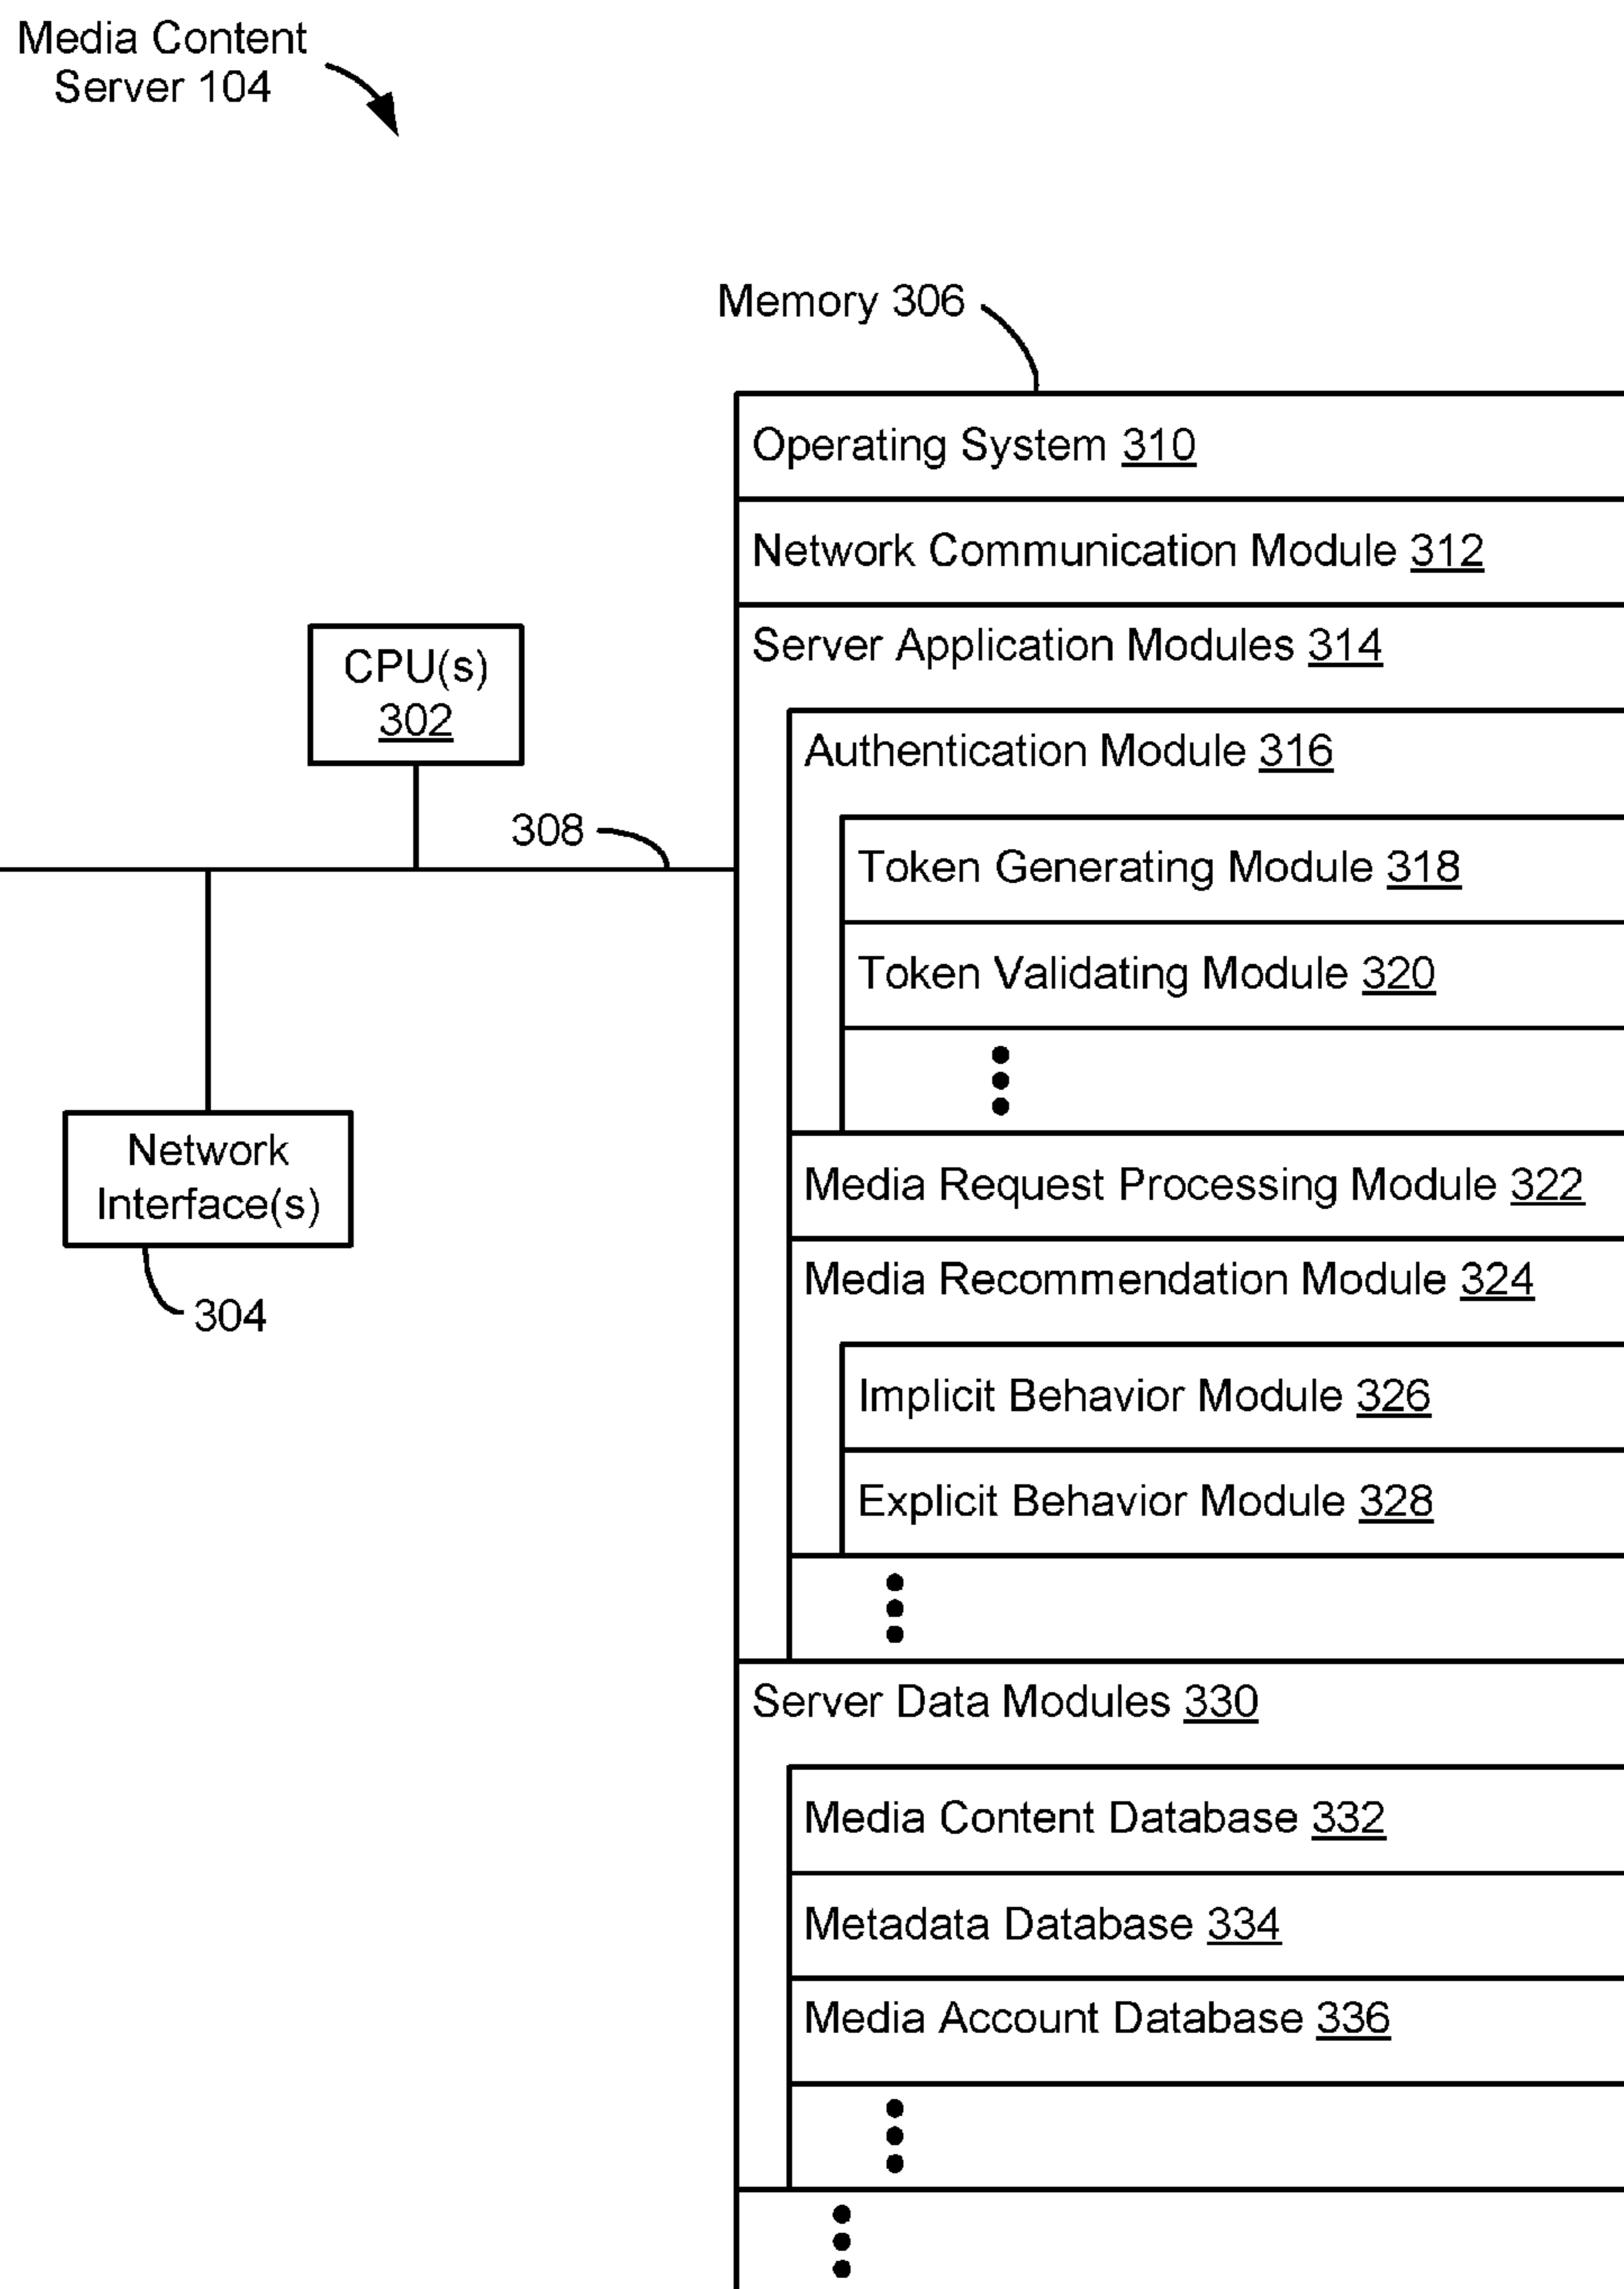 Media Content
Server 104
Memory 306
Operating System 310
Network Communication Module 312
Server Application Modules 314
CPU(s)
302
Authentication Module 316
308
Token Generating Module 318
Token Validating Module 320
Network
Interface(s)
304
Media Request Processing Module 322
Media Recommendation Module 324
Implicit Behavior Module 326
Explicit Behavior Module 328
Server Data Modules 330
Media Content Database 332
Metadata Database 334
Media Account Database 336